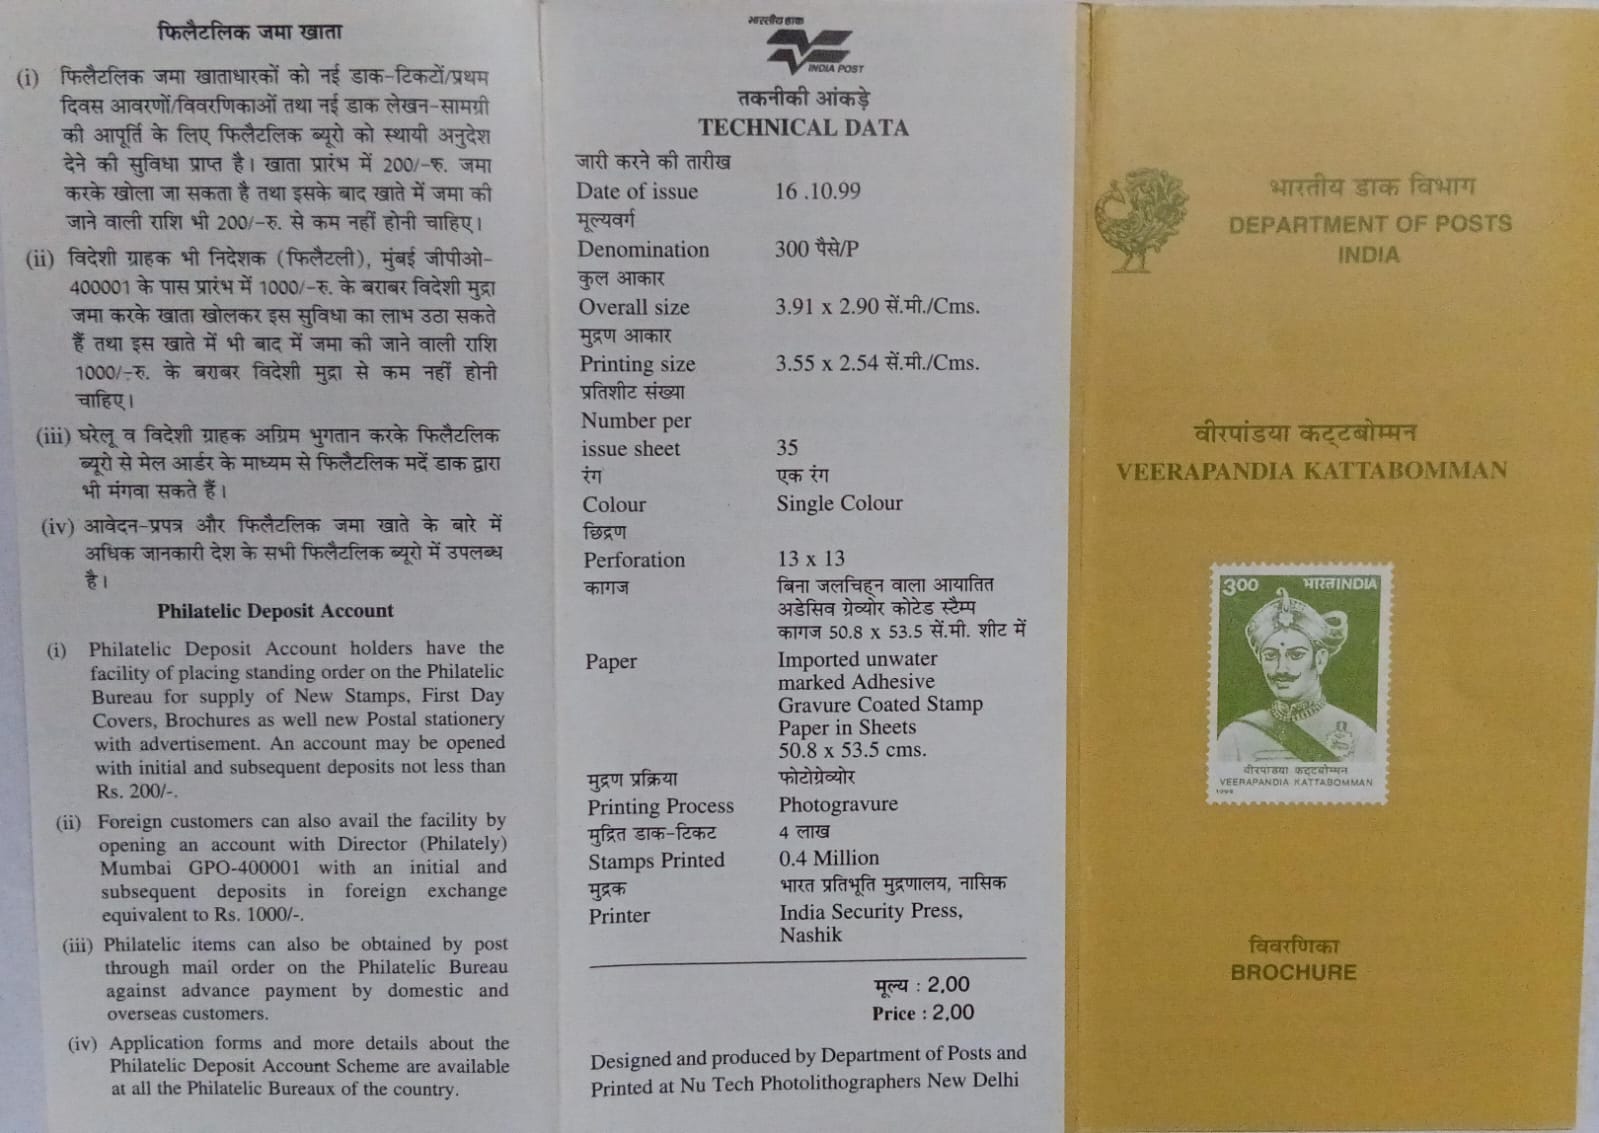 फिलैटलिक जमा खाता
(i) फिलैटलिक जमा खाताधारकों को नई डाक-टिकटों/प्रथम
दिवस आवरणों/विवरणिकाओं तथा नई डाक लेखन-सामग्री
की आपूर्ति के लिए फिलैटलिक ब्यूरो को स्थायी अनुदेश
देने की सुविधा प्राप्त है। खाता प्रारंभ में 200/-रु. जमा
करके खोला जा सकता है तथा इसके बाद खाते में जमा की
जाने वाली राशि भी 200/-रु. से कम नहीं होनी चाहिए।
(ii) विदेशी ग्राहक भी निदेशक (फिलैटली), मुंबई जीपीओ-
400001 के पास प्रारंभ में 1000/-रु. के बराबर विदेशी मुद्रा
जमा करके खाता खोलकर इस सुविधा का लाभ उठा सकते
हैं तथा इस खाते में भी बाद में जमा की जाने वाली राशि
1000/-रु. के बराबर विदेशी मुद्रा से कम नहीं होनी
चाहिए।
(iii) घरेलू व विदेशी ग्राहक अग्रिम भुगतान करके फिलैटलिक
ब्यूरो से मेल आर्डर के माध्यम से फिलैटलिक मदें डाक द्वारा
भी मंगवा सकते हैं।
(iv) आवेदन-प्रपत्र और फिलैटलिक जमा खाते के बारे में
अधिक जानकारी देश के सभी फिलैटलिक ब्यूरो में उपलब्ध
है।
Philatelic Deposit Account
(i) Philatelic Deposit Account holders have the
facility of placing standing order on the Philatelic
Bureau for supply of New Stamps, First Day
Covers, Brochures as well new Postal stationery
with advertisement. An account may be opened
with initial and subsequent deposits not less than
Rs. 200/-.
(ii) Foreign customers can also avail the facility by
opening an account with Director (Philately)
Mumbai GPO-400001 with an initial and
subsequent deposits in foreign exchange
equivalent to Rs. 1000/-.
(iii) Philatelic items can also be obtained by post
through mail order on the Philatelic Bureau
against advance payment by domestic and
overseas customers.
(iv) Application forms and more details about the
Philatelic Deposit Account Scheme are available
at all the Philatelic Bureaux of the country.
भारतीय डाक
INDIA POST
तकनीकी आंकड़े
TECHNICAL DATA
जारी करने की तारीख
Date of issue 16 .10.99
मूल्यवर्ग
Denomination 300 पैसे/P
कुल आकार
Overall size 3.91 x 2.90 सें.मी./Cms.
मुद्रण आकार
Printing size 3.55 x 2.54 सें.मी./Cms.
प्रतिशीट संख्या
Number per
issue sheet 35
रंग एक रंग
Colour Single Colour
छिद्रण
Perforation 13 x 13
कागज बिना जलचिह्न वाला आयातित
अडेसिव ग्रेव्योर कोटेड स्टैम्प
कागज 50.8 x 53.5 सें.मी. शीट में
Paper Imported unwater
marked Adhesive
Gravure Coated Stamp
Paper in Sheets
50.8 x 53.5 cms.
मुद्रण प्रक्रिया फोटोग्रेव्योर
Printing Process Photogravure
मुद्रित डाक-टिकट 4 लाख
Stamps Printed 0.4 Million
मुद्रक भारत प्रतिभूति मुद्रणालय, नासिक
Printer India Security Press,
Nashik
मूल्य : 2.00
Price : 2.00
Designed and produced by Department of Posts and
Printed at Nu Tech Photolithographers New Delhi
भारतीय डाक विभाग
DEPARTMENT OF POSTS
INDIA
वीरपांडया कट्टबोम्मन
VEERAPANDIA KATTABOMMAN
3.00 भारत INDIA
वीरपांडया कट्टबोम्मन
VEERAPANDIA KATTABOMMAN
1999
विवरणिका
BROCHURE